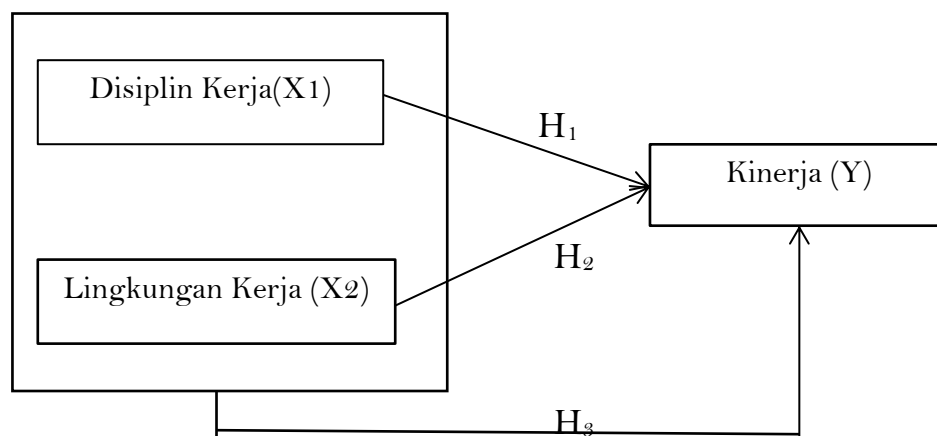 Disiplin Kerja(X1)
H₁
Kinerja (Y)
H₂
Lingkungan Kerja (X2)
H₃